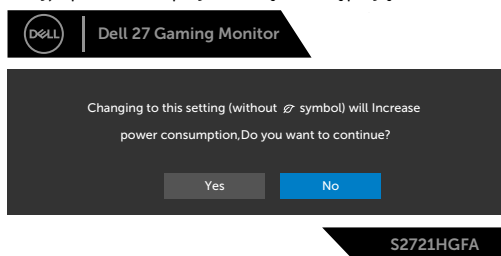 DELL
Dell 27 Gaming Monitor
Changing to this setting (without symbol) will Increase
power consumption,Do you want to continue?
Yes
No
S2721HGFA